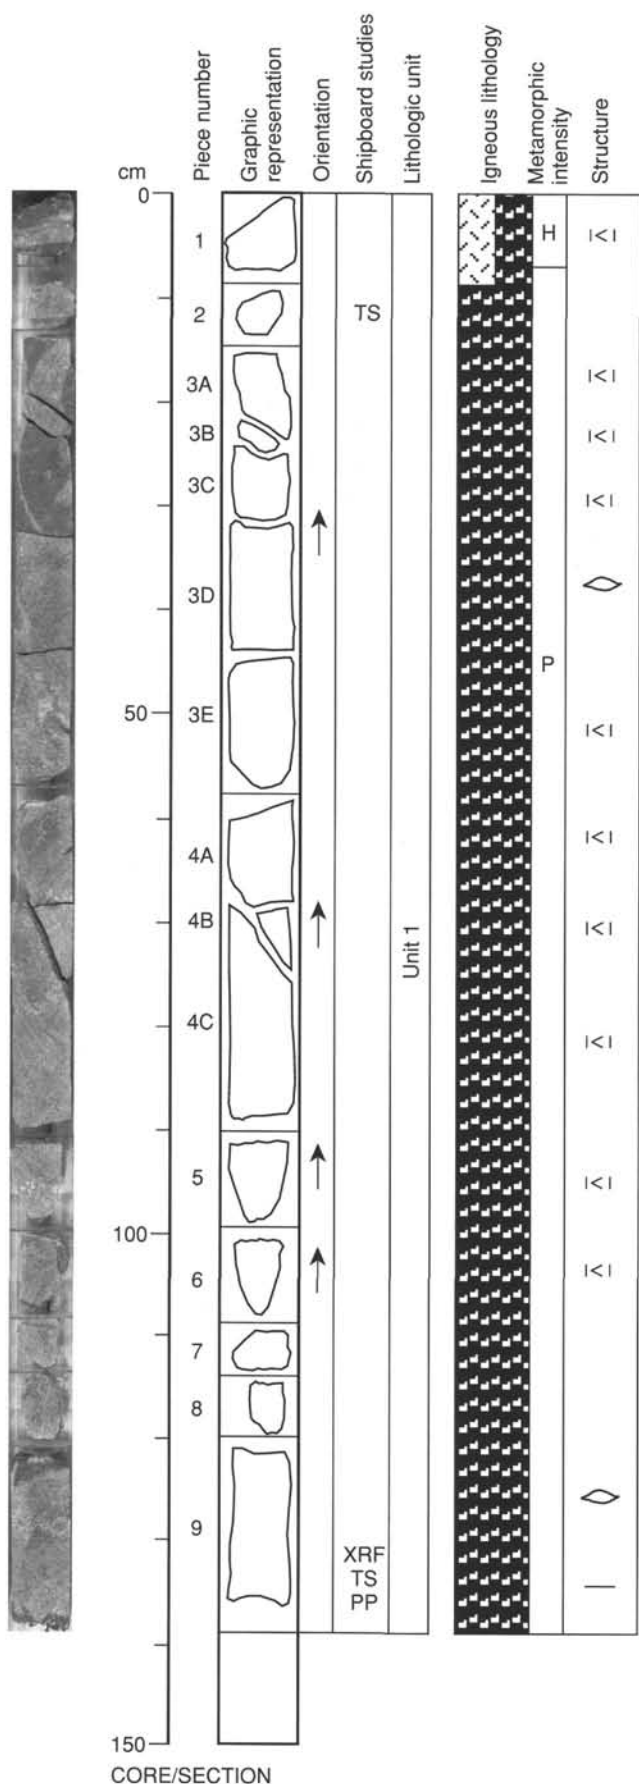 cm
Piece number
Graphic
representation
Orientation
Shipboard studies
Lithologic unit
Igneous lithology
Metamorphic
intensity
Structure
0
1
H
2
TS
3A
3B
3C
3D
P
50
3E
4A
4B
Unit 1
4C
5
100
6
7
8
9
XRF
TS
PP
150
CORE/SECTION